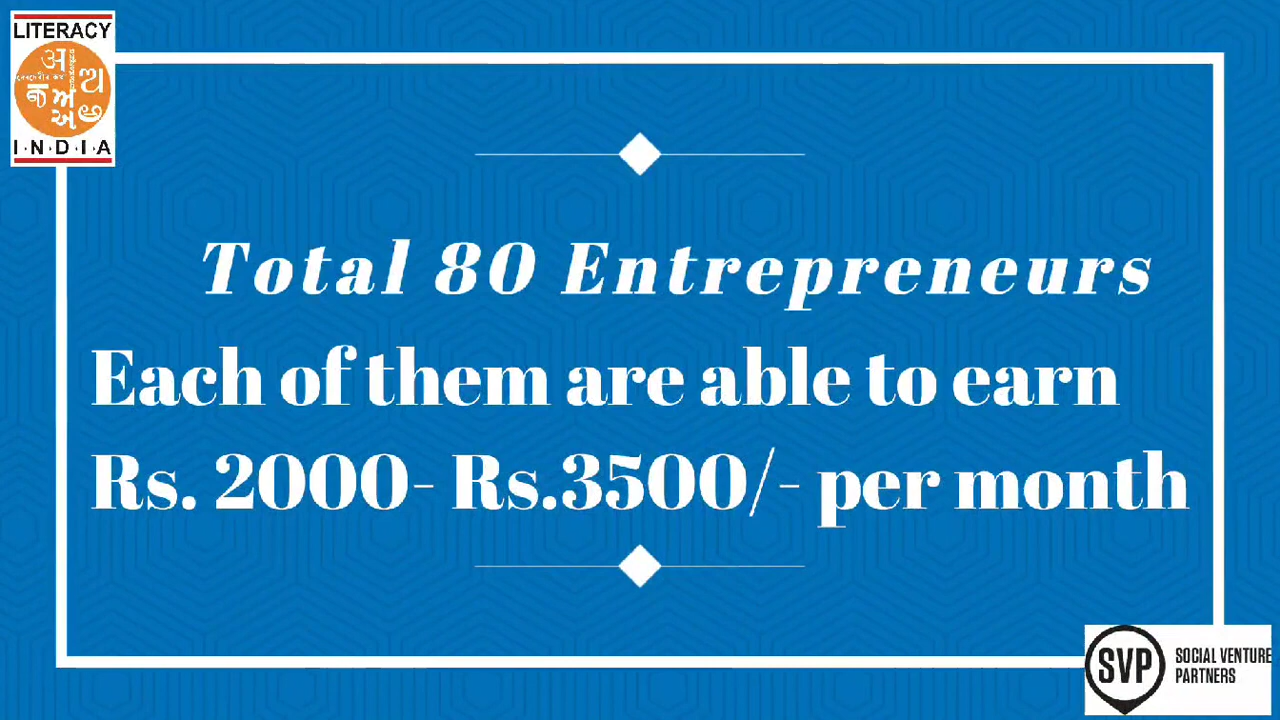 LITERACY
अ
I·N·D·I·A
Total 80 Entrepreneurs
Each of them are able to earn
Rs. 2000- Rs.3500/- per month
SVP
SOCIAL VENTURE
PARTNERS